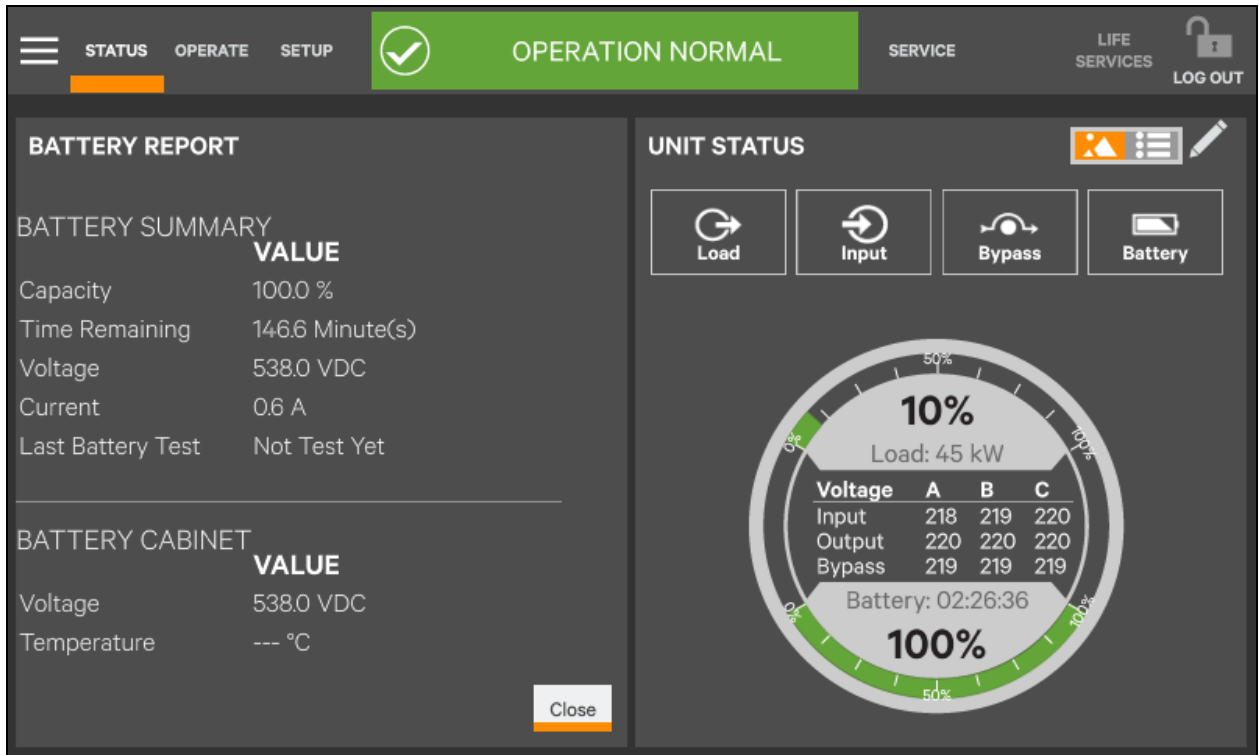 STATUS OPERATE SETUP OPERATION NORMAL SERVICE LIFE SERVICES LOG OUT
BATTERY REPORT
BATTERY SUMMARY
VALUE
Capacity 100.0 %
Time Remaining 146.6 Minute(s)
Voltage 538.0 VDC
Current 0.6 A
Last Battery Test Not Test Yet
BATTERY CABINET
VALUE
Voltage 538.0 VDC
Temperature --- °C
Close
UNIT STATUS
Load Input Bypass Battery
50%
0% 100%
10%
Load: 45 kW
Voltage A B C
Input 218 219 220
Output 220 220 220
Bypass 219 219 219
Battery: 02:26:36
0% 100%
100%
50%